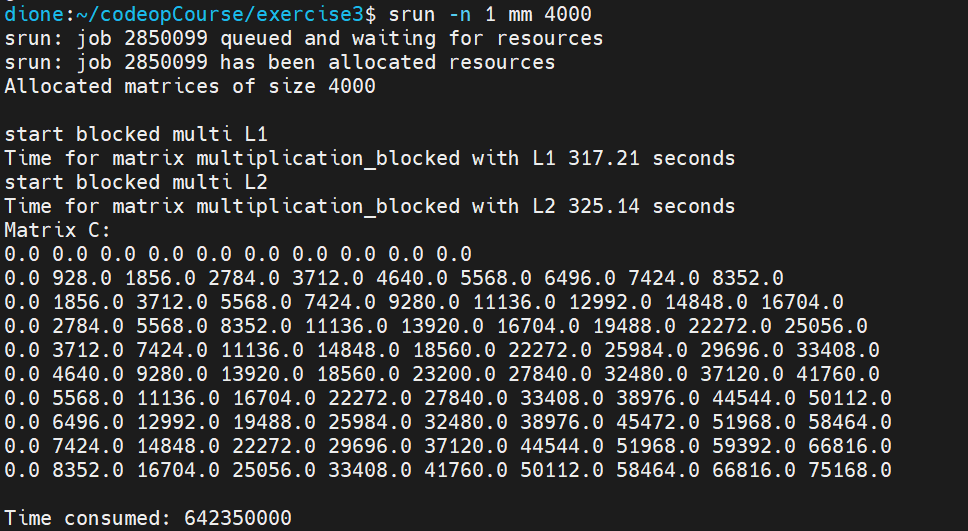 dione:~/codeopCourse/exercise3$ srun -n 1 mm 4000
srun: job 2850099 queued and waiting for resources
srun: job 2850099 has been allocated resources
Allocated matrices of size 4000
start blocked multi L1
Time for matrix multiplication_blocked with L1 317.21 seconds
start blocked multi L2
Time for matrix multiplication_blocked with L2 325.14 seconds
Matrix C:
0.0 0.0 0.0 0.0 0.0 0.0 0.0 0.0 0.0 0.0
0.0 928.0 1856.0 2784.0 3712.0 4640.0 5568.0 6496.0 7424.0 8352.0
0.0 1856.0 3712.0 5568.0 7424.0 9280.0 11136.0 12992.0 14848.0 16704.0
0.0 2784.0 5568.0 8352.0 11136.0 13920.0 16704.0 19488.0 22272.0 25056.0
0.0 3712.0 7424.0 11136.0 14848.0 18560.0 22272.0 25984.0 29696.0 33408.0
0.0 4640.0 9280.0 13920.0 18560.0 23200.0 27840.0 32480.0 37120.0 41760.0
0.0 5568.0 11136.0 16704.0 22272.0 27840.0 33408.0 38976.0 44544.0 50112.0
0.0 6496.0 12992.0 19488.0 25984.0 32480.0 38976.0 45472.0 51968.0 58464.0
0.0 7424.0 14848.0 22272.0 29696.0 37120.0 44544.0 51968.0 59392.0 66816.0
0.0 8352.0 16704.0 25056.0 33408.0 41760.0 50112.0 58464.0 66816.0 75168.0
Time consumed: 642350000